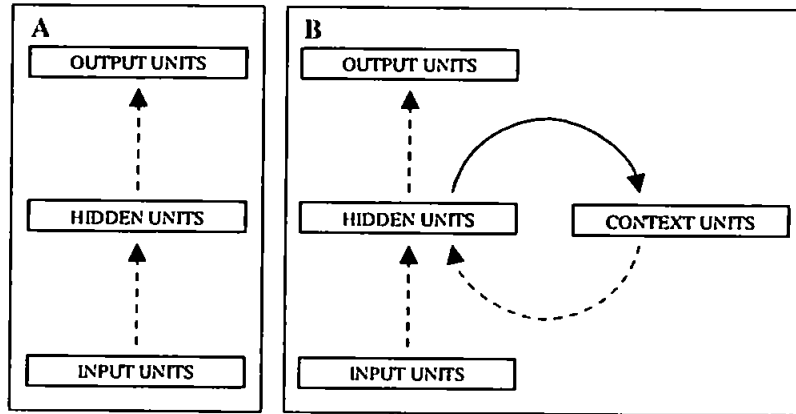 A
OUTPUT UNITS
HIDDEN UNITS
INPUT UNITS
B
OUTPUT UNITS
HIDDEN UNITS
CONTEXT UNITS
INPUT UNITS